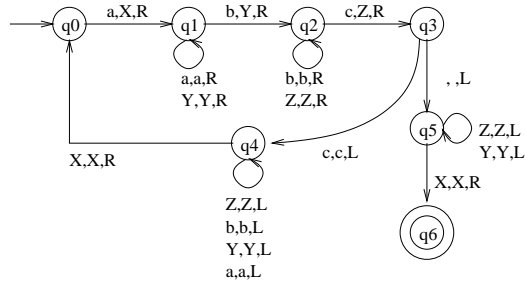 q0 a,X,R q1 b,Y,R q2 c,Z,R q3
a,a,R
Y,Y,R
b,b,R
Z,Z,R
, ,L
q4
c,c,L
q5
Z,Z,L
Y,Y,L
X,X,R
Z,Z,L
b,b,L
Y,Y,L
a,a,L
X,X,R
q6